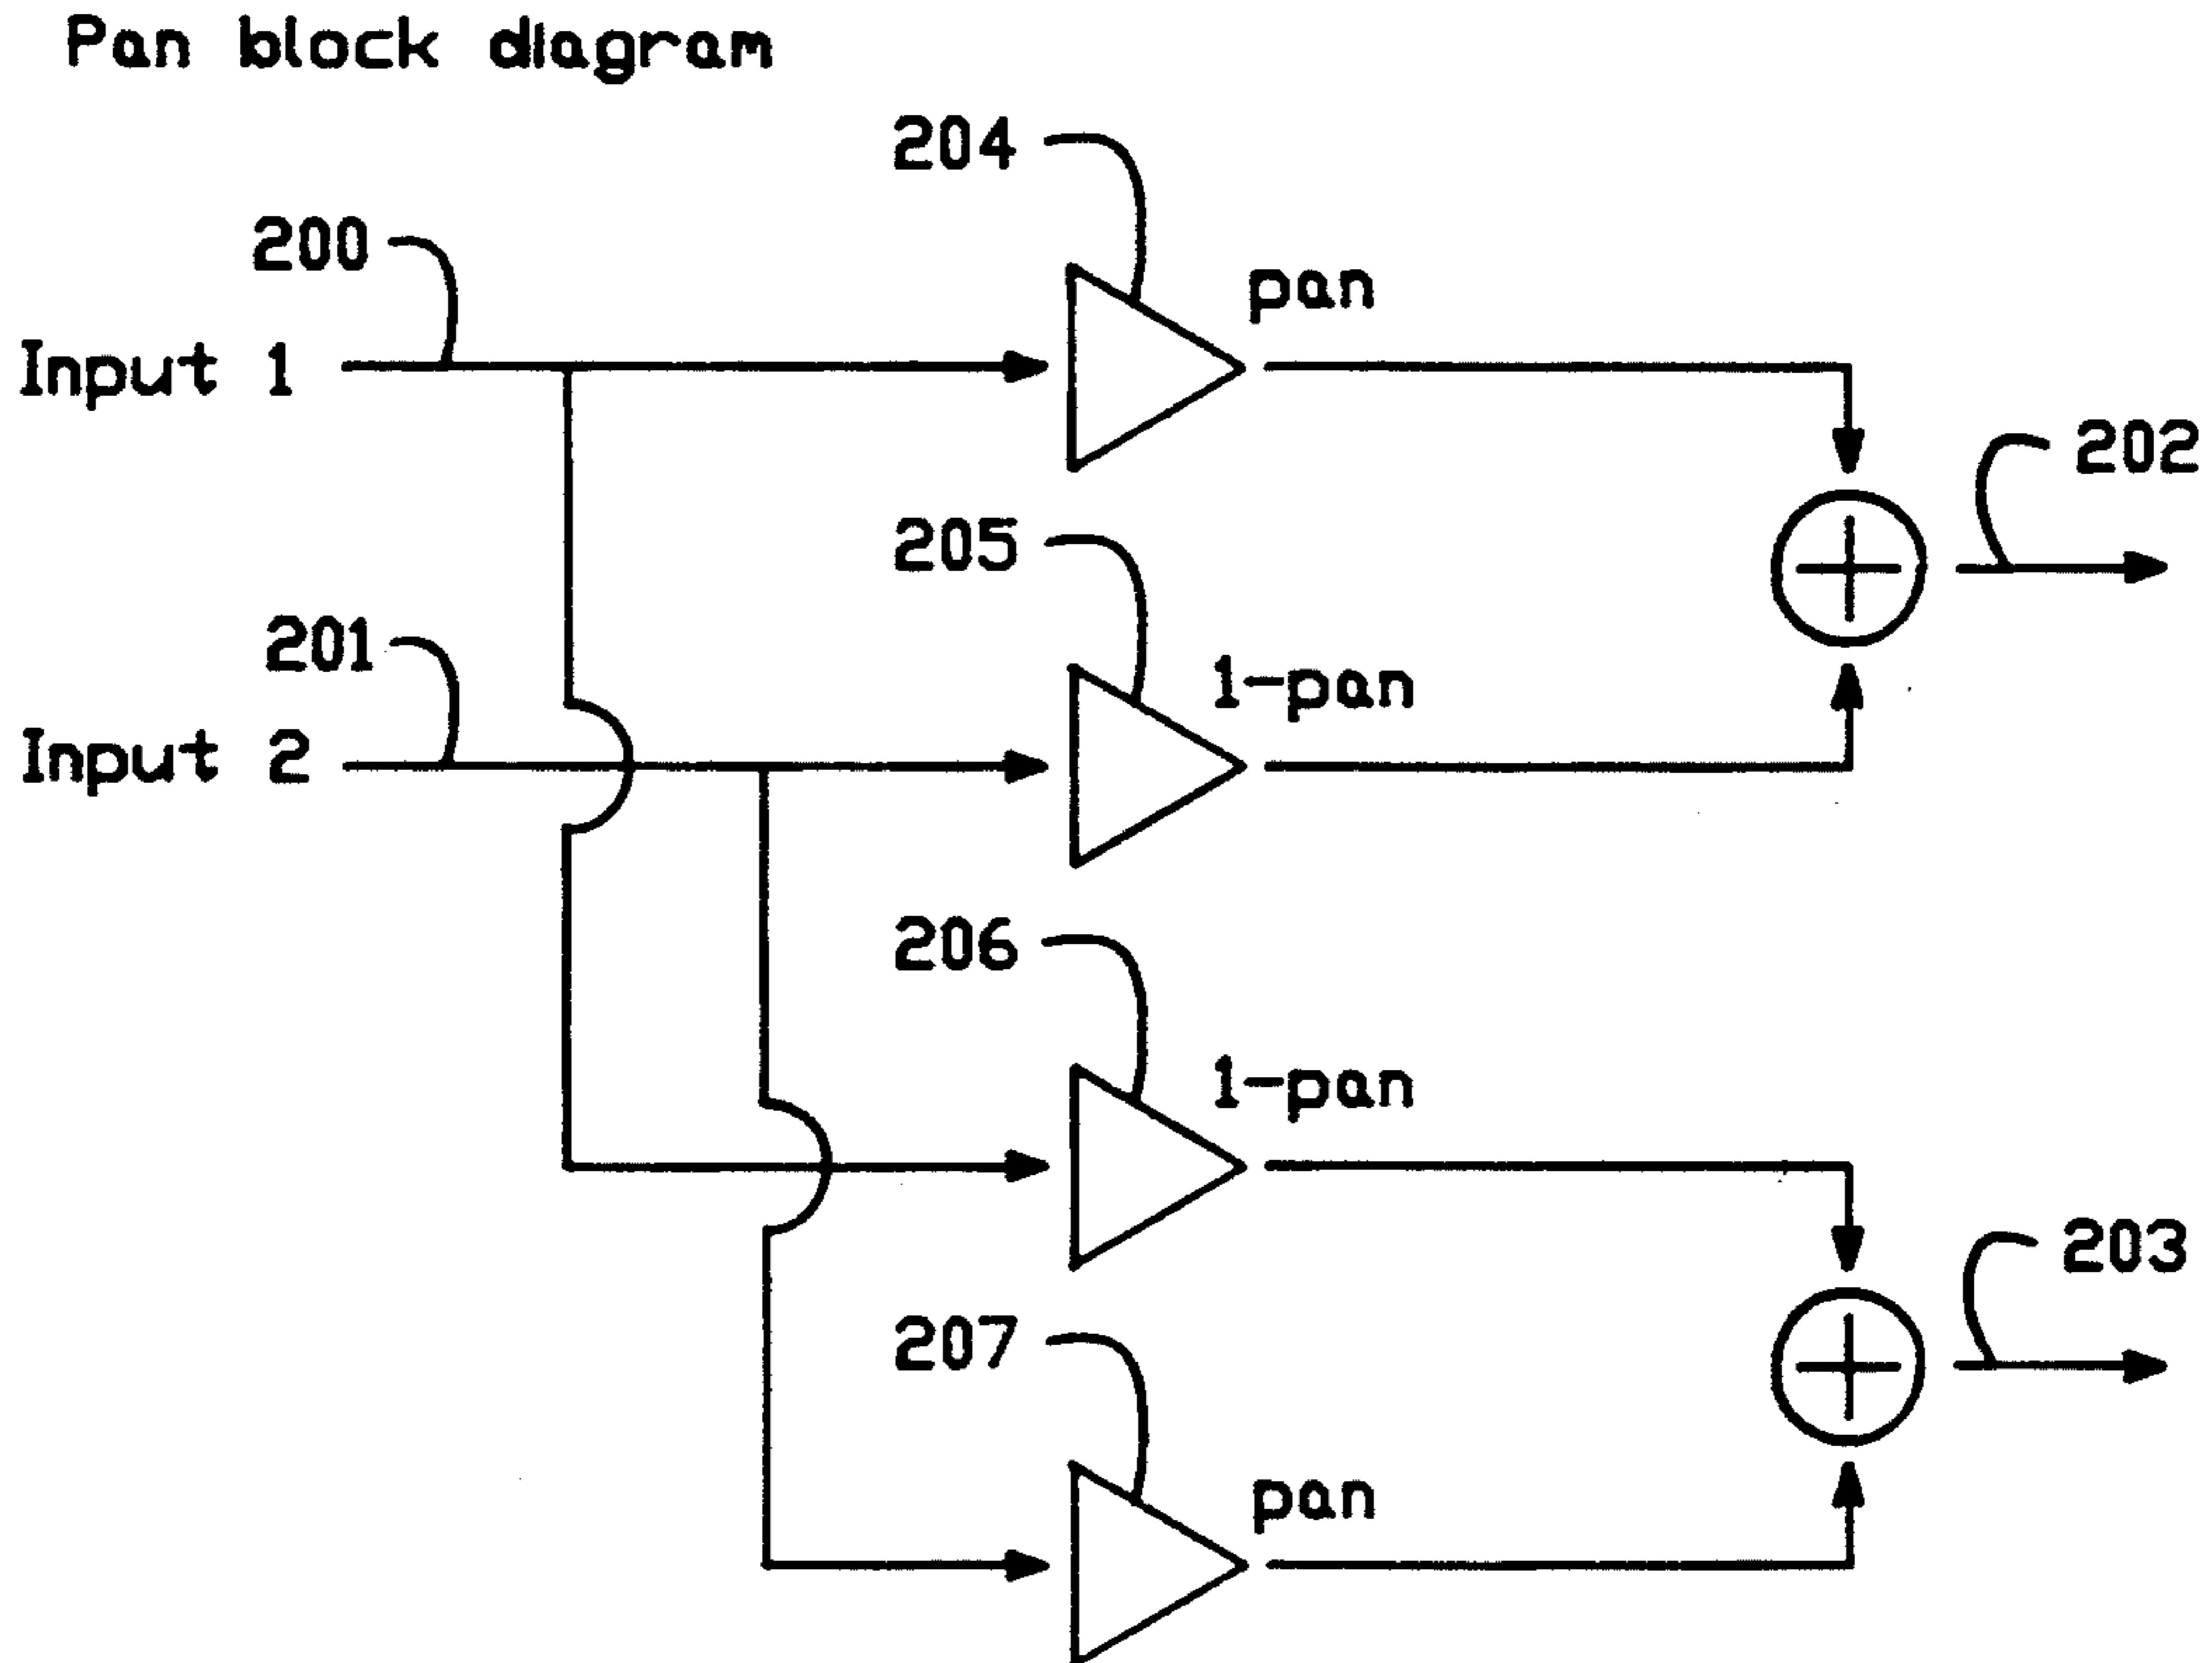 Pan block diagram
204
200
pan
Input 1
202
205
201
1-pan
Input 2
206
1-pan
203
207
pan